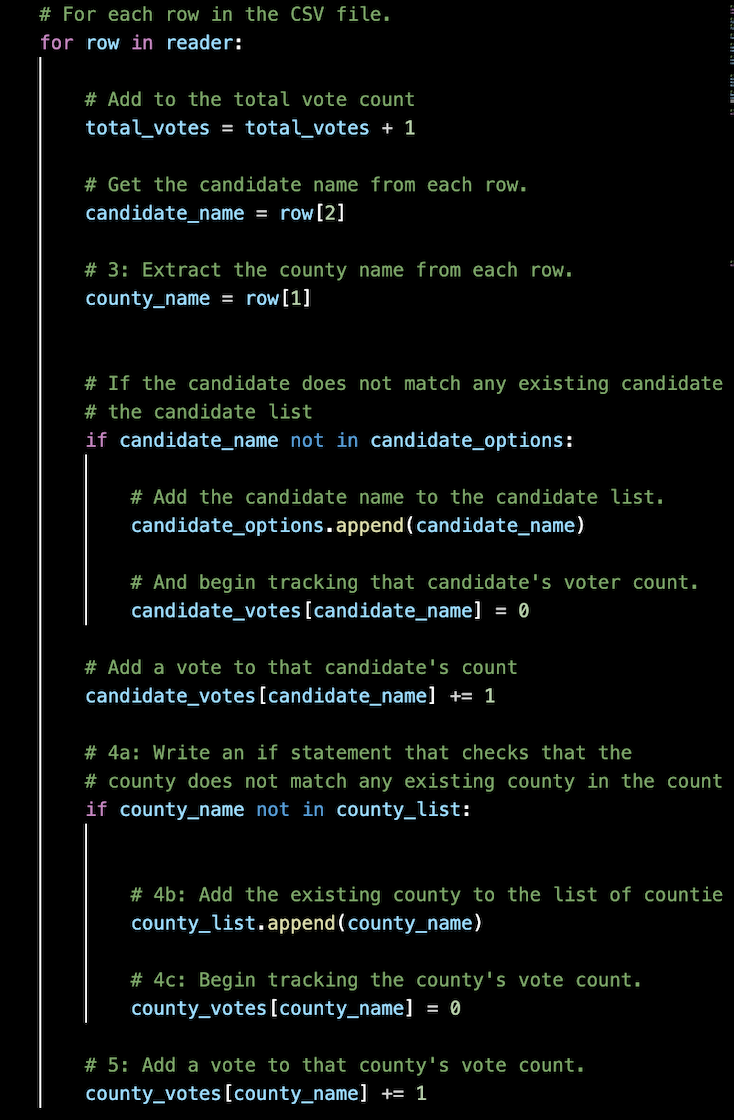 # For each row in the CSV file.
for row in reader:
# Add to the total vote count
total_votes = total_votes + 1
# Get the candidate name from each row.
candidate_name = row[2]
# 3: Extract the county name from each row.
county_name = row[1]
# If the candidate does not match any existing candidate
# the candidate list
if candidate_name not in candidate_options:
# Add the candidate name to the candidate list.
candidate_options.append(candidate_name)
# And begin tracking that candidate's voter count.
candidate_votes[candidate_name] = 0
# Add a vote to that candidate's count
candidate_votes[candidate_name] += 1
# 4a: Write an if statement that checks that the
# county does not match any existing county in the count
if county_name not in county_list:
# 4b: Add the existing county to the list of countie
county_list.append(county_name)
# 4c: Begin tracking the county's vote count.
county_votes[county_name] = 0
# 5: Add a vote to that county's vote count.
county_votes[county_name] += 1